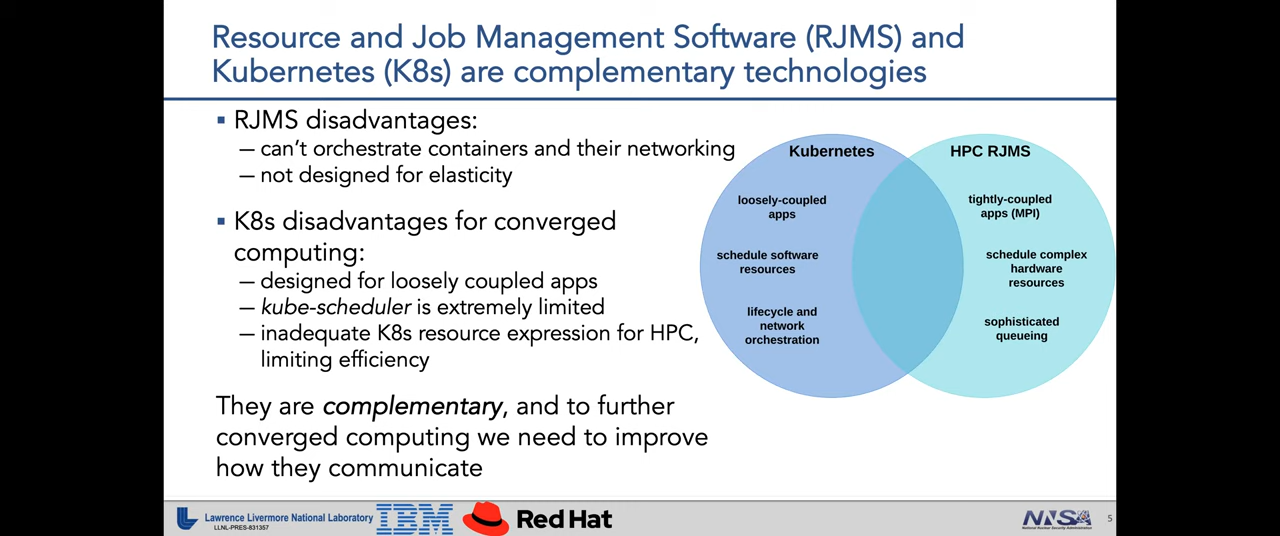 Resource and Job Management Software (RJMS) and
Kubernetes (K8s) are complementary technologies
▪ RJMS disadvantages:
— can't orchestrate containers and their networking
— not designed for elasticity
▪ K8s disadvantages for converged
computing:
— designed for loosely coupled apps
— kube-scheduler is extremely limited
— inadequate K8s resource expression for HPC,
limiting efficiency
They are complementary, and to further
converged computing we need to improve
how they communicate
Kubernetes
loosely-coupled
apps
schedule software
resources
lifecycle and
network
orchestration
HPC RJMS
tightly-coupled
apps (MPI)
schedule complex
hardware
resources
sophisticated
queueing
Lawrence Livermore National Laboratory
LLNL-PRES-831357
IBM
Red Hat
NNSA
National Nuclear Security Administration
5